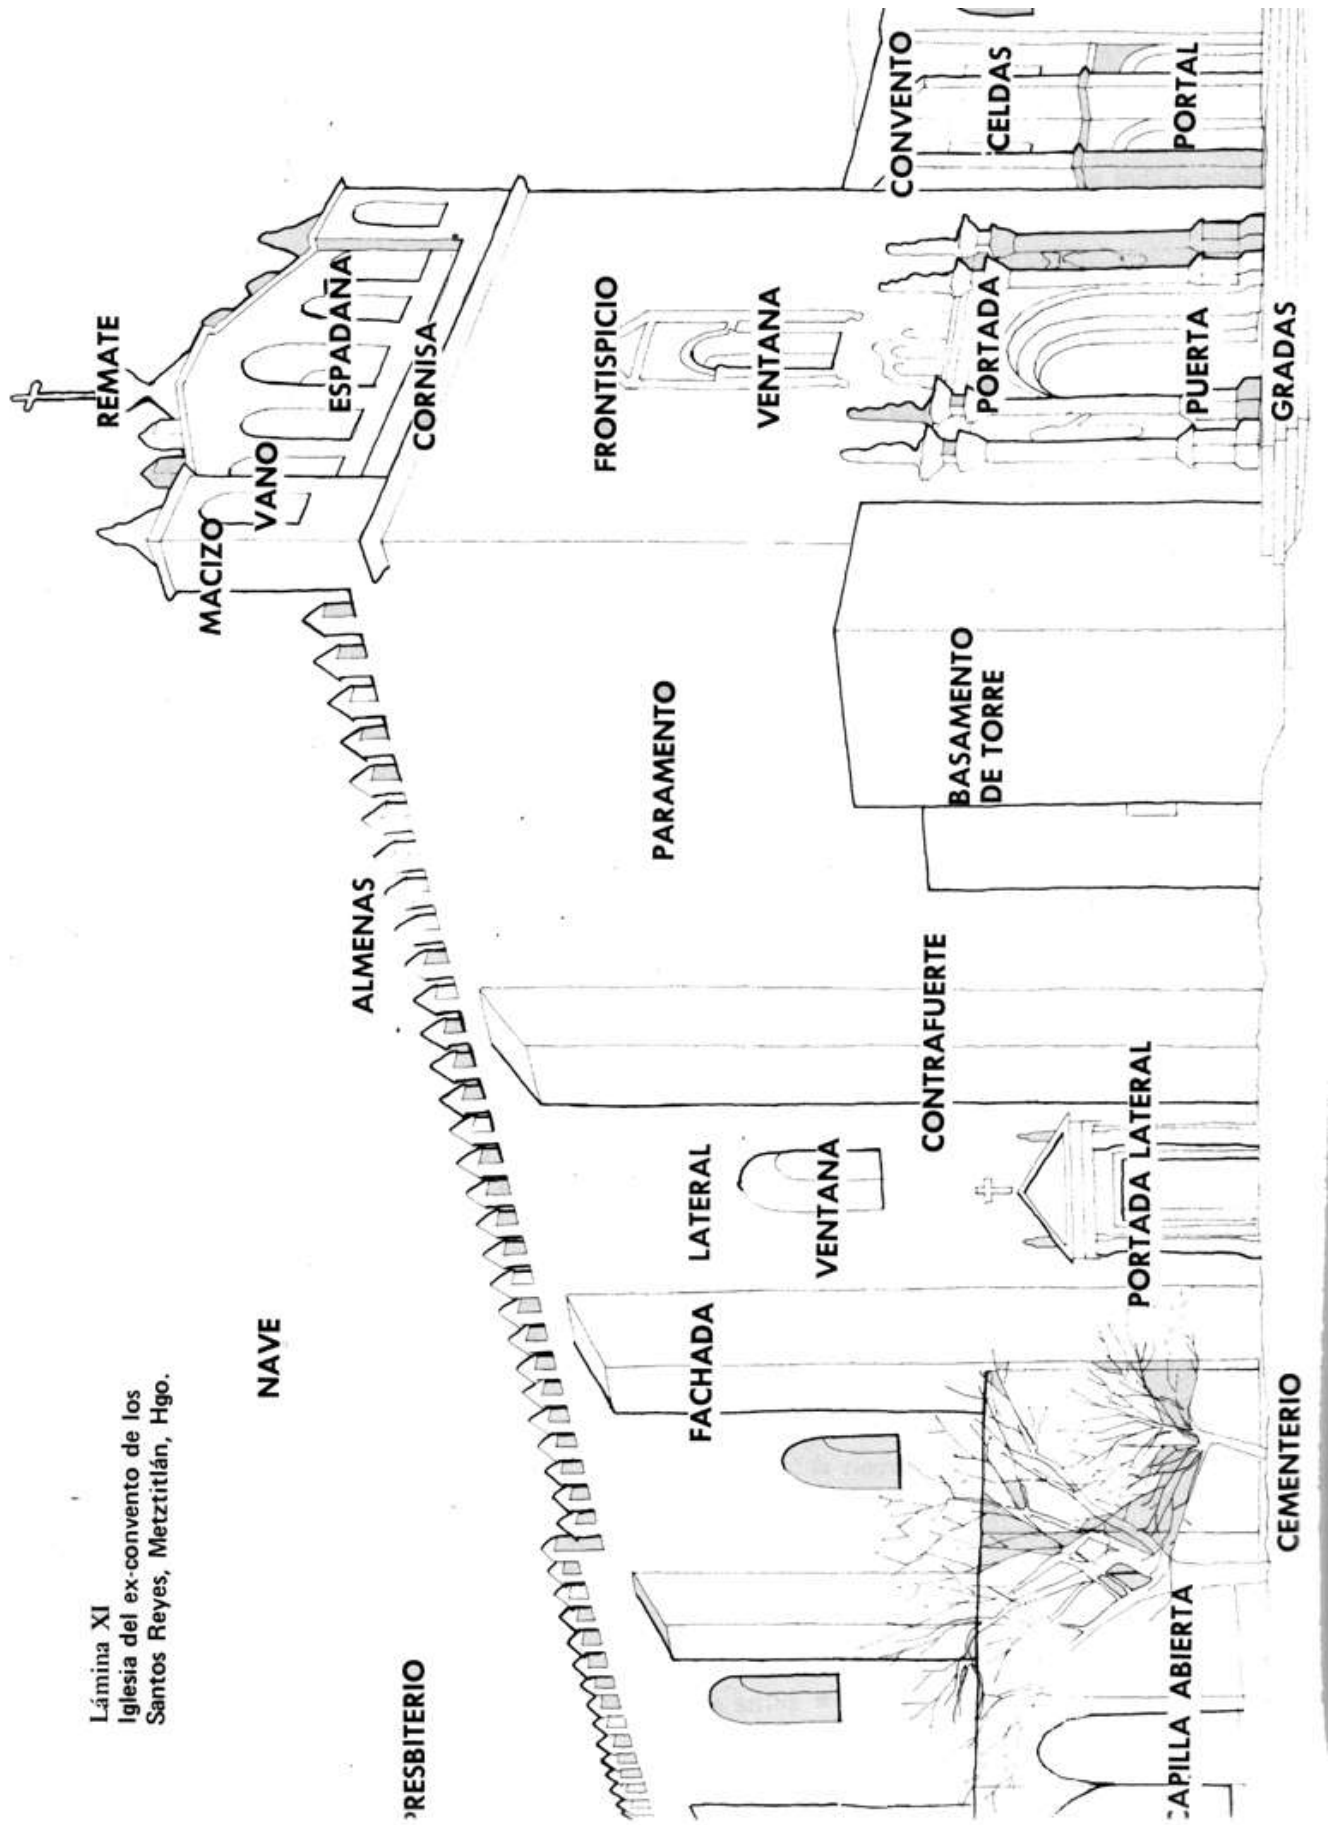 Lámina XI
Iglesia del ex-convento de los
Santos Reyes, Metztitlán, Hgo.
REMATE
MACIZO
VANO
NAVE
ESPADAÑA
ALMENAS
RESBITERIO
CORNISA
FRONTISPICIO
PARAMENTO
FACHADA LATERAL
VENTANA
VENTANA
CONVENTO
CONTRAFUERTE
BASAMENTO
DE TORRE
PORTADA
CELDAS
PORTADA LATERAL
APILLA ABIERTA
PORTAL
PUERTA
CEMENTERIO
GRADAS